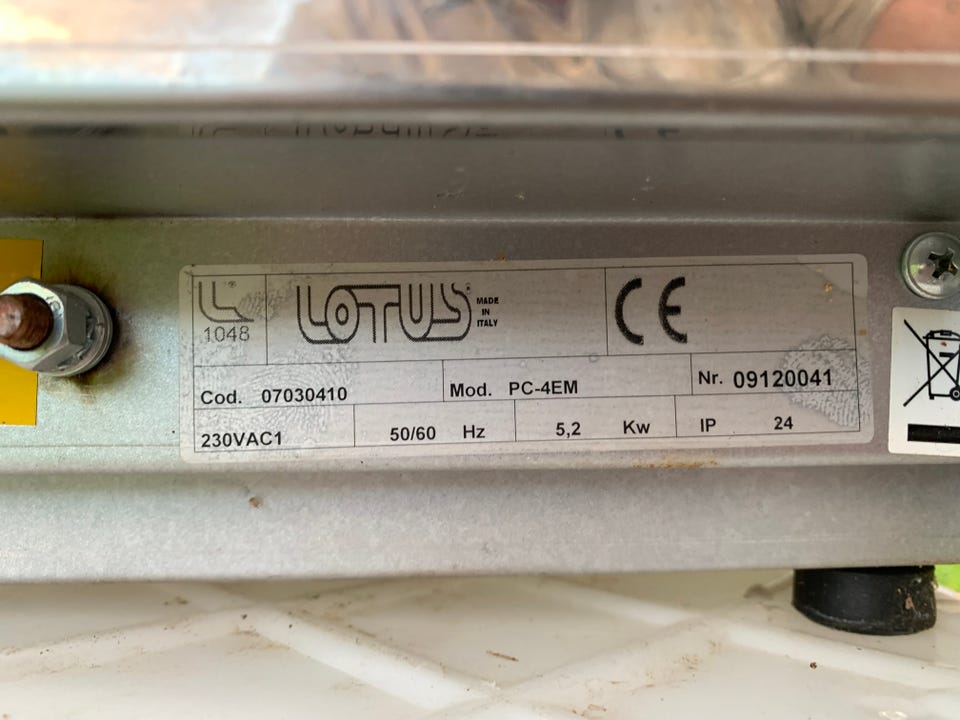 L®
1048
LOTUS®
MADE
IN
ITALY
CE
Cod. 07030410
Mod. PC-4EM
Nr. 09120041
230VAC1
50/60 Hz
5,2 Kw
IP 24